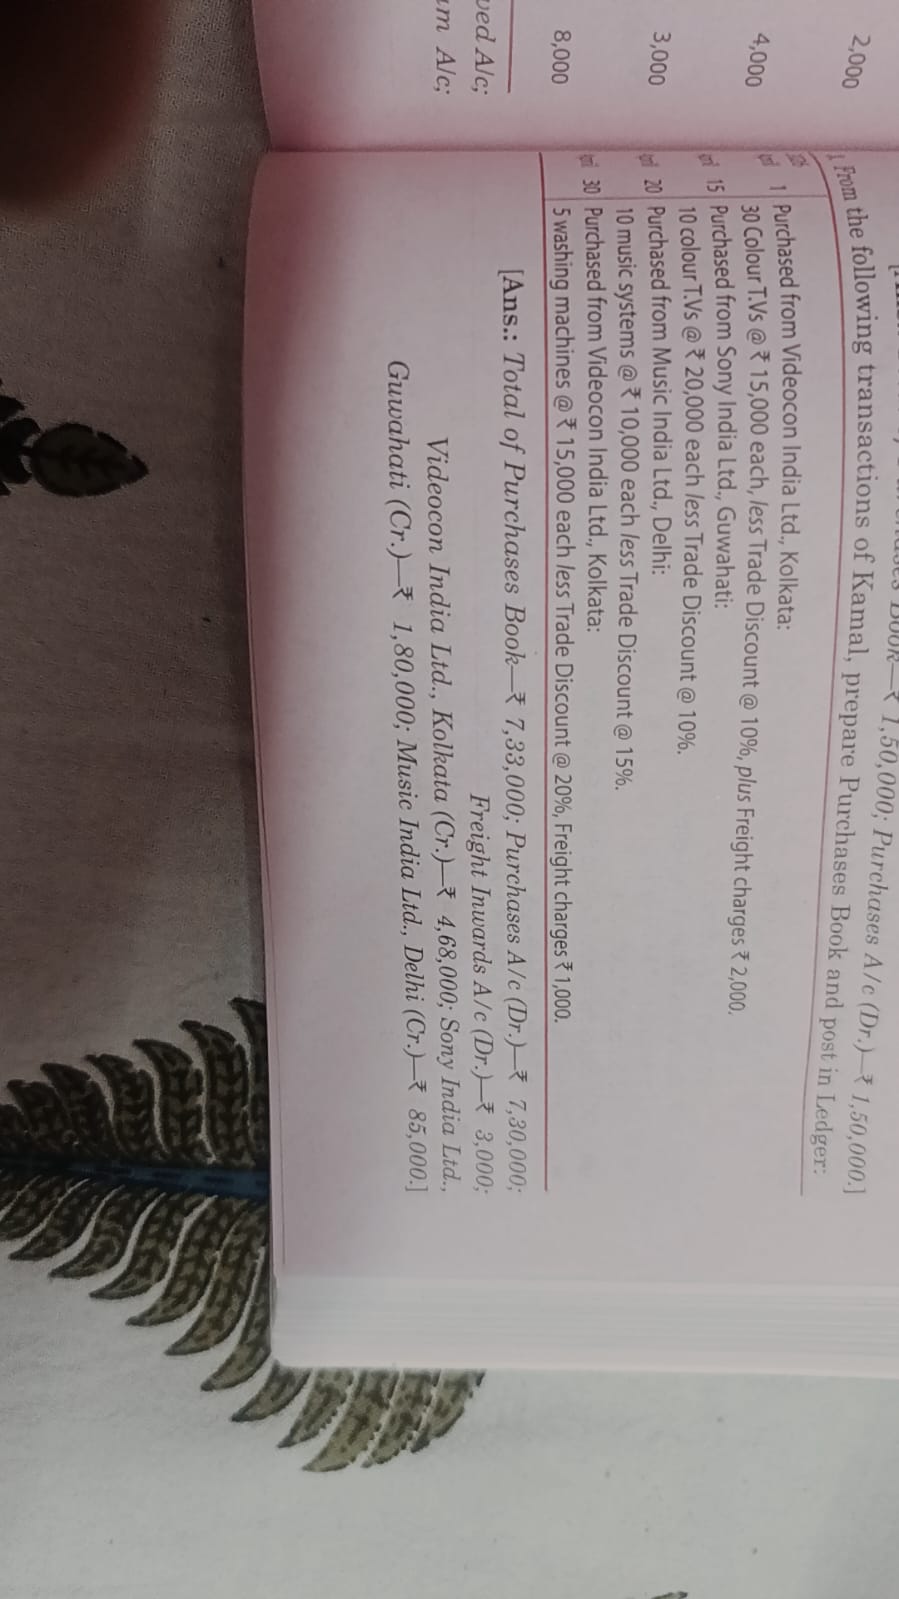 2,000
4,000
3,000
8,000
ved A/c;
um A/c;
Purchases Book—₹ 1,50,000; Purchases A/c (Dr.)—₹ 1,50,000.]
From the following transactions of Kamal, prepare Purchases Book and post in Ledger:
1 Purchased from Videocon India Ltd., Kolkata:
30 Colour T.Vs @ ₹ 15,000 each, less Trade Discount @ 10%, plus Freight charges ₹ 2,000.
15 Purchased from Sony India Ltd., Guwahati:
10 colour T.Vs @ ₹ 20,000 each less Trade Discount @ 10%.
20 Purchased from Music India Ltd., Delhi:
10 music systems @ ₹ 10,000 each less Trade Discount @ 15%.
30 Purchased from Videocon India Ltd., Kolkata:
5 washing machines @ ₹ 15,000 each less Trade Discount @ 20%, Freight charges ₹ 1,000.
[Ans.: Total of Purchases Book—₹ 7,33,000; Purchases A/c (Dr.)—₹ 7,30,000;
Freight Inwards A/c (Dr.)—₹ 3,000;
Videocon India Ltd., Kolkata (Cr.)—₹ 4,68,000; Sony India Ltd.,
Guwahati (Cr.)—₹ 1,80,000; Music India Ltd., Delhi (Cr.)—₹ 85,000.]